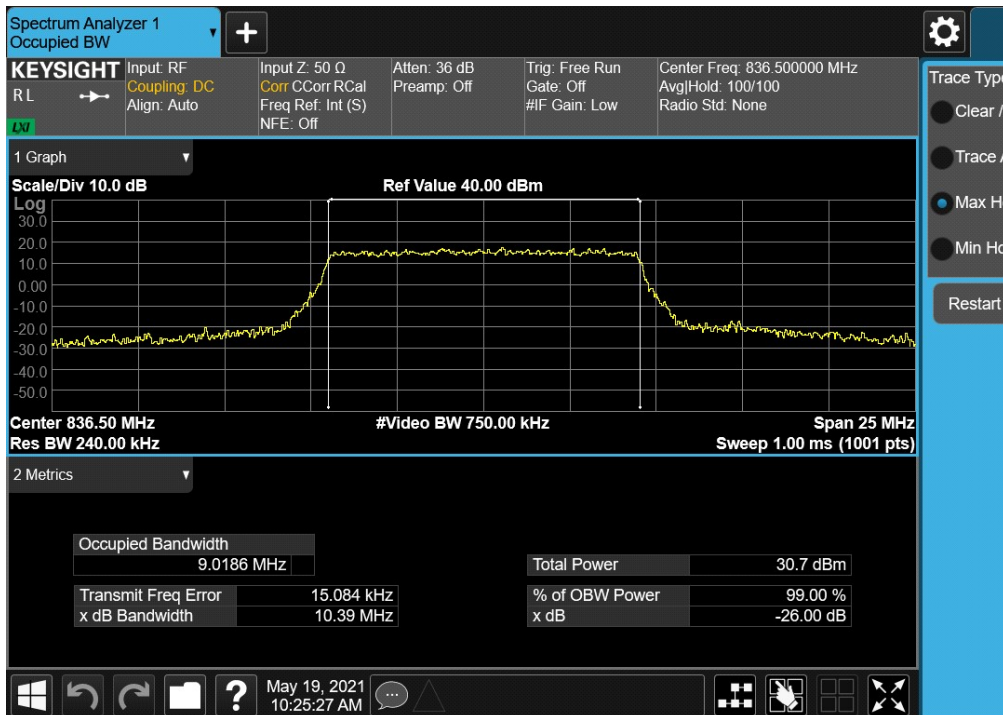 Spectrum Analyzer 1
Occupied BW
+
KEYSIGHT
RL
LXI
Input: RF
Coupling: DC
Align: Auto
Input Z: 50 Ω
Corr CCorr RCal
Freq Ref: Int (S)
NFE: Off
Atten: 36 dB
Preamp: Off
Trig: Free Run
Gate: Off
#IF Gain: Low
Center Freq: 836.500000 MHz
Avg|Hold: 100/100
Radio Std: None
Trace Type
Clear /
Trace A
Max H
Min Ho
Restart
1 Graph
Scale/Div 10.0 dB
Ref Value 40.00 dBm
Log
30.0
20.0
10.0
0.00
-10.0
-20.0
-30.0
-40.0
-50.0
Center 836.50 MHz
#Video BW 750.00 kHz
Span 25 MHz
Res BW 240.00 kHz
Sweep 1.00 ms (1001 pts)
2 Metrics
Occupied Bandwidth
9.0186 MHz
Total Power 30.7 dBm
Transmit Freq Error 15.084 kHz
% of OBW Power 99.00 %
x dB Bandwidth 10.39 MHz
x dB -26.00 dB
?
May 19, 2021
10:25:27 AM